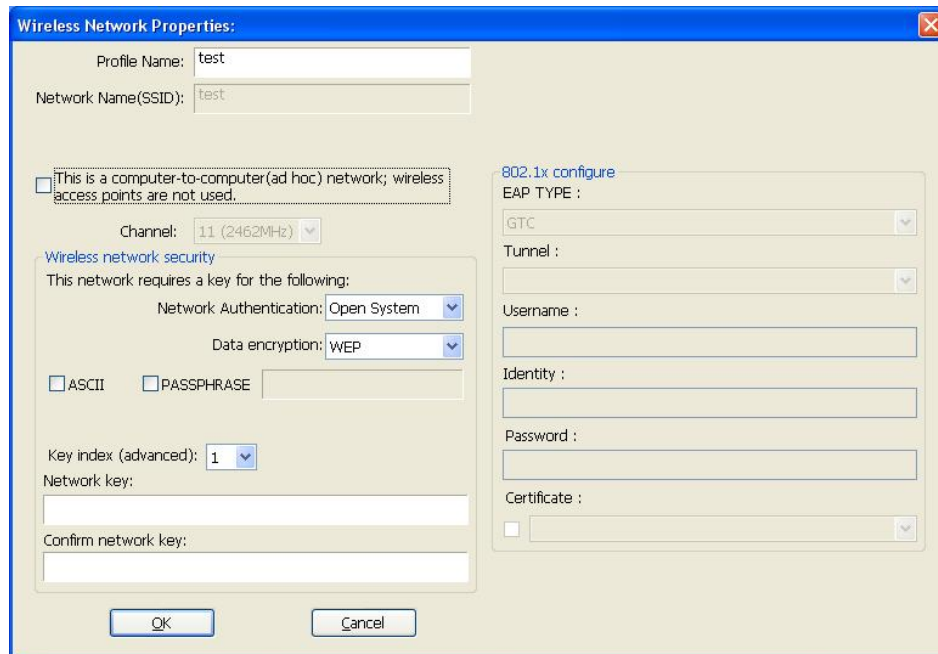 Wireless Network Properties:
Profile Name: test
Network Name(SSID): test
This is a computer-to-computer(ad hoc) network; wireless
access points are not used.
Channel: 11 (2462MHz)
Wireless network security
This network requires a key for the following:
Network Authentication: Open System
Data encryption: WEP
ASCII PASSPHRASE
Key index (advanced): 1
Network key:
Confirm network key:
OK Cancel
802.1x configure
EAP TYPE :
GTC
Tunnel :
Username :
Identity :
Password :
Certificate :